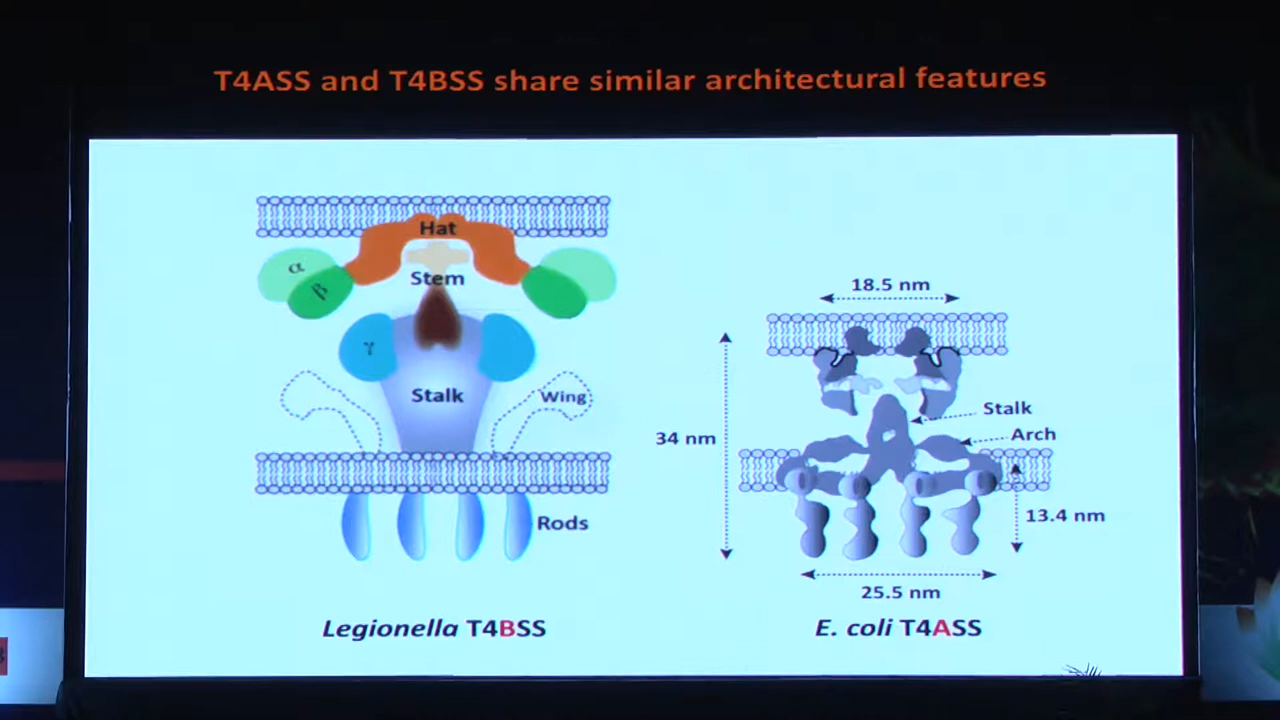 T4ASS and T4BSS share similar architectural features
Hat
α
β
Stem
γ
Stalk
Wing
Rods
Legionella T4BSS
18.5 nm
34 nm
Stalk
Arch
13.4 nm
25.5 nm
E. coli T4ASS